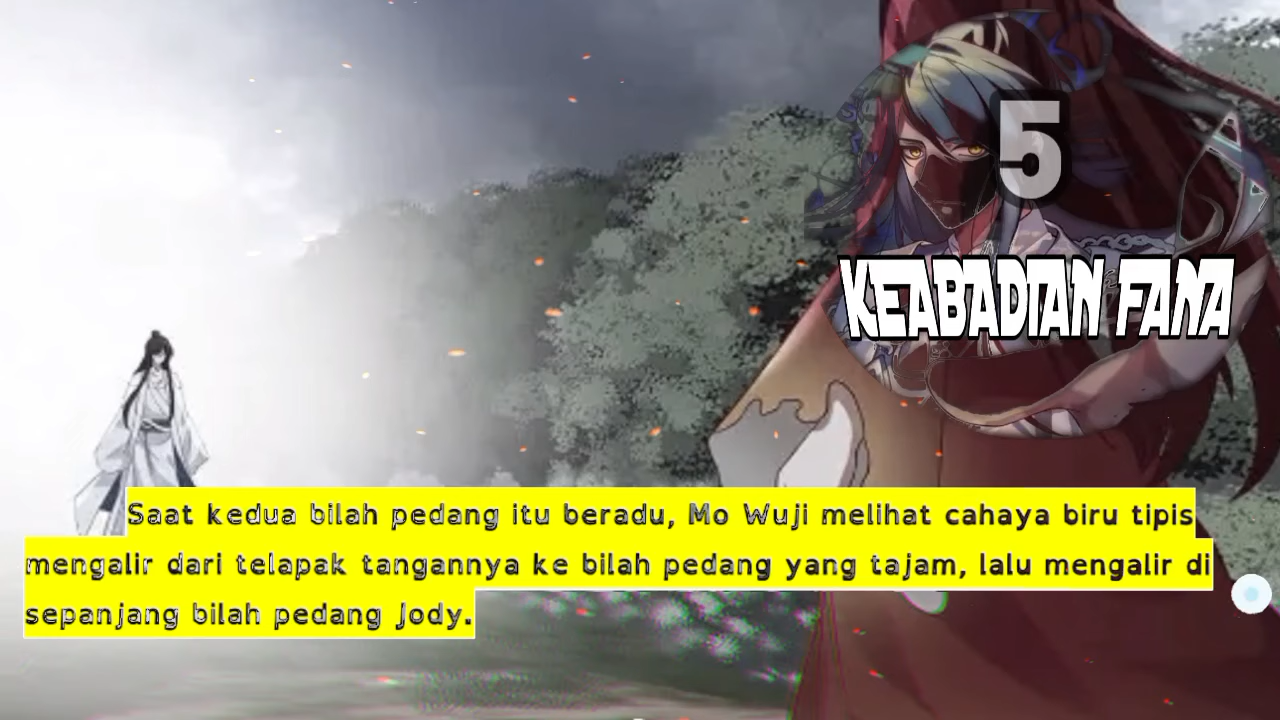 5
KEABADIAN FANA
Saat kedua bilah pedang itu beradu, Mo Wuji melihat cahaya biru tipis
mengalir dari telapak tangannya ke bilah pedang yang tajam, lalu mengalir di
sepanjang bilah pedang Jody.